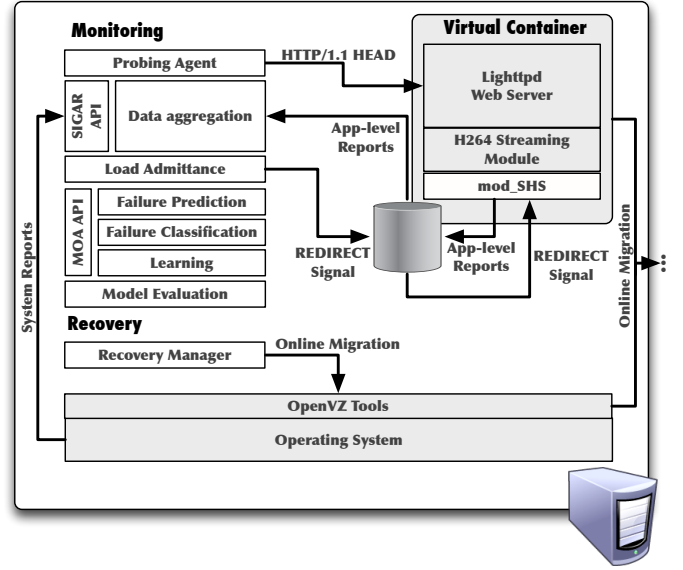 Monitoring
Probing Agent
SIGAR
API
Data aggregation
Load Admittance
MOA API
Failure Prediction
Failure Classification
Learning
Model Evaluation
Recovery
Recovery Manager
System Reports
HTTP/1.1 HEAD
App-level
Reports
REDIRECT
Signal
Virtual Container
Lighttpd
Web Server
H264 Streaming
Module
mod_SHS
App-level
Reports
REDIRECT
Signal
Online Migration
...
Online Migration
OpenVZ Tools
Operating System